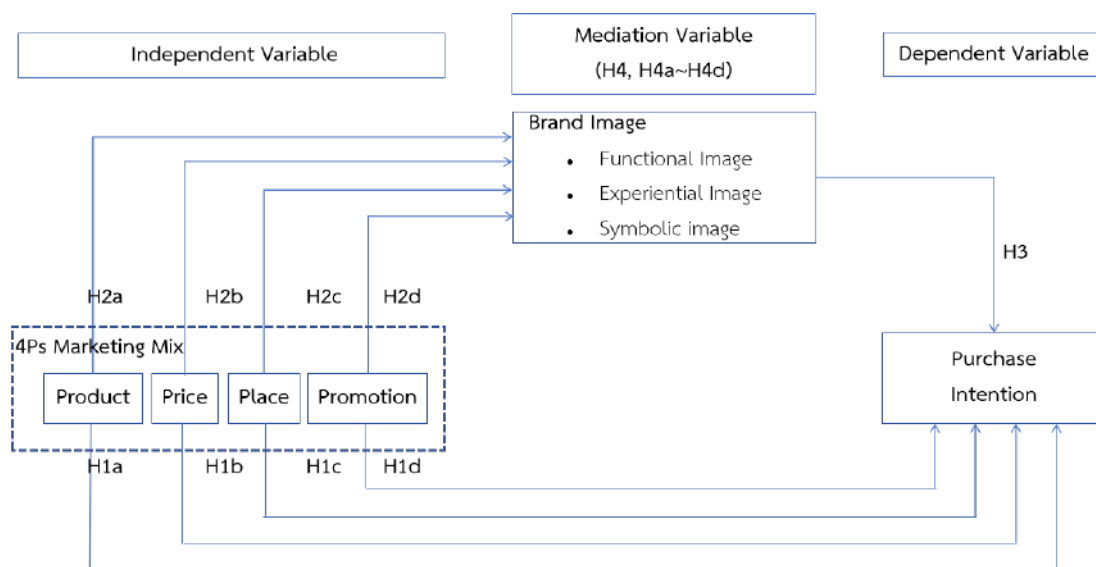 Independent Variable
Mediation Variable
(H4, H4a~H4d)
Dependent Variable
Brand Image
• Functional Image
• Experiential Image
• Symbolic image
H3
H2a
H2b
H2c
H2d
4Ps Marketing Mix
Product
Price
Place
Promotion
Purchase
Intention
H1a
H1b
H1c
H1d